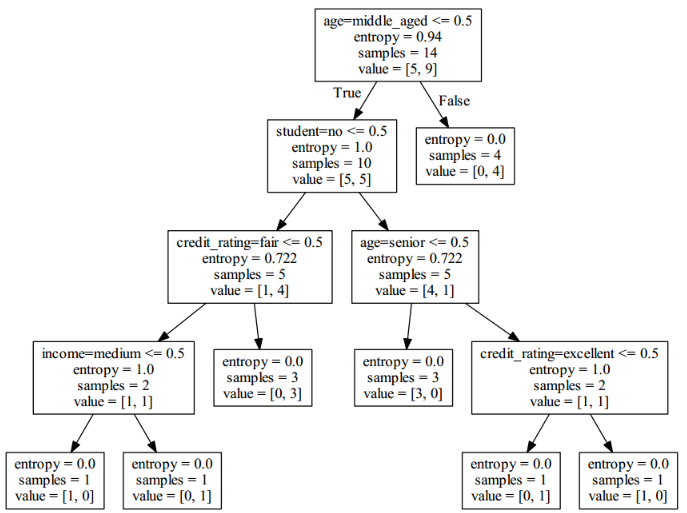 age=middle_aged <= 0.5
entropy = 0.94
samples = 14
value = [5, 9]
True
False
student=no <= 0.5
entropy = 1.0
samples = 10
value = [5, 5]
entropy = 0.0
samples = 4
value = [0, 4]
credit_rating=fair <= 0.5
entropy = 0.722
samples = 5
value = [1, 4]
age=senior <= 0.5
entropy = 0.722
samples = 5
value = [4, 1]
income=medium <= 0.5
entropy = 1.0
samples = 2
value = [1, 1]
entropy = 0.0
samples = 3
value = [0, 3]
entropy = 0.0
samples = 3
value = [3, 0]
credit_rating=excellent <= 0.5
entropy = 1.0
samples = 2
value = [1, 1]
entropy = 0.0
samples = 1
value = [1, 0]
entropy = 0.0
samples = 1
value = [0, 1]
entropy = 0.0
samples = 1
value = [0, 1]
entropy = 0.0
samples = 1
value = [1, 0]